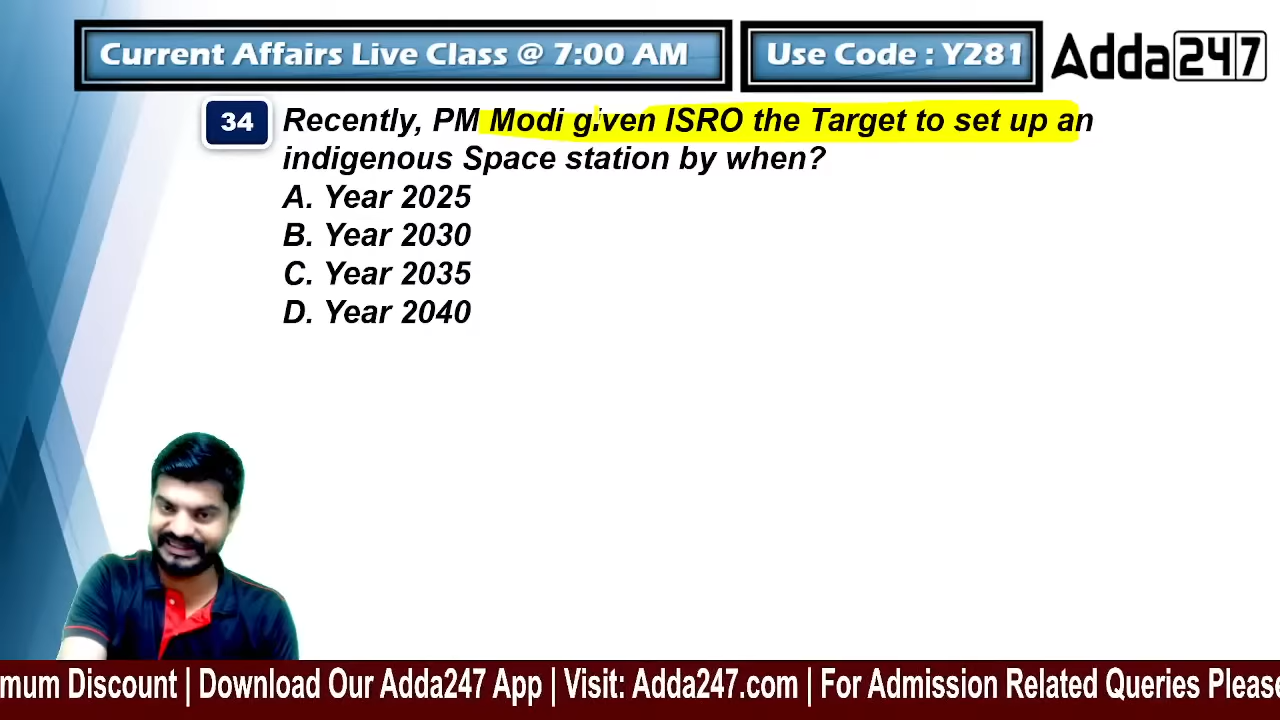 Current Affairs Live Class @ 7:00 AM
Use Code : Y281
Adda247
34
Recently, PM Modi given ISRO the Target to set up an
indigenous Space station by when?
A. Year 2025
B. Year 2030
C. Year 2035
D. Year 2040
mum Discount | Download Our Adda247 App | Visit: Adda247.com | For Admission Related Queries Please